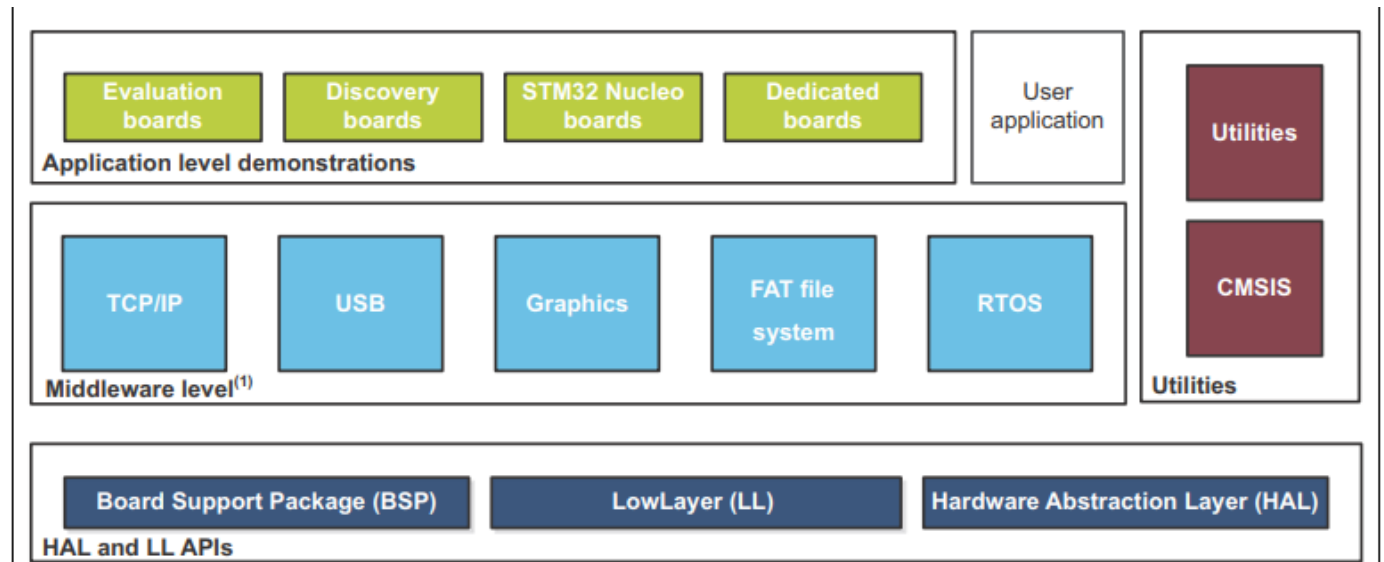 Evaluation
boards
Discovery
boards
STM32 Nucleo
boards
Dedicated
boards
Application level demonstrations
User
application
Utilities
CMSIS
Utilities
TCP/IP
USB
Graphics
FAT file
system
RTOS
Middleware level(1)
Board Support Package (BSP)
LowLayer (LL)
Hardware Abstraction Layer (HAL)
HAL and LL APIs